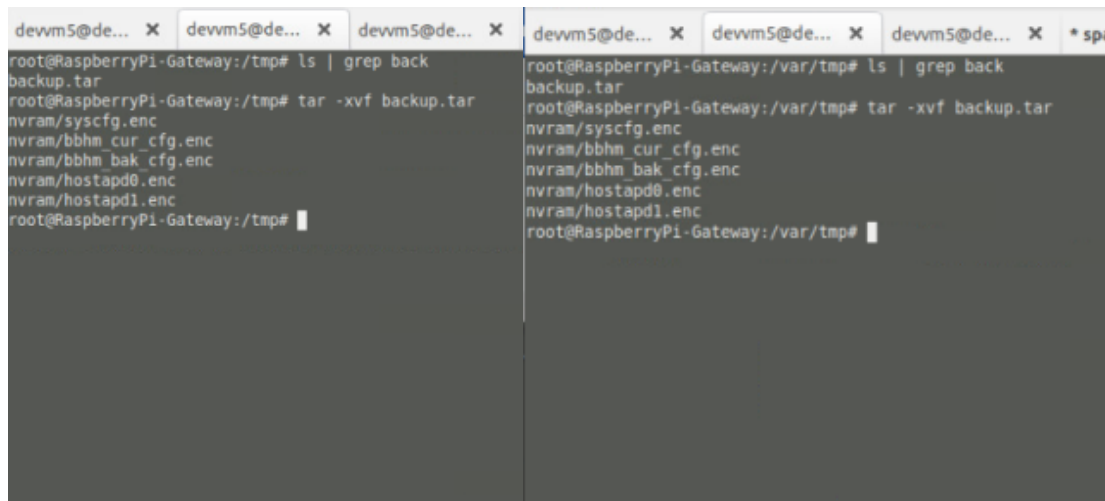 devvm5@de... × devvm5@de... × devvm5@de... ×
root@RaspberryPi-Gateway:/tmp# ls | grep back
backup.tar
root@RaspberryPi-Gateway:/tmp# tar -xvf backup.tar
nvram/syscfg.enc
nvram/bbhm_cur_cfg.enc
nvram/bbhm_bak_cfg.enc
nvram/hostapd0.enc
nvram/hostapd1.enc
root@RaspberryPi-Gateway:/tmp#
devvm5@de... × devvm5@de... × devvm5@de... × * spa
root@RaspberryPi-Gateway:/var/tmp# ls | grep back
backup.tar
root@RaspberryPi-Gateway:/var/tmp# tar -xvf backup.tar
nvram/syscfg.enc
nvram/bbhm_cur_cfg.enc
nvram/bbhm_bak_cfg.enc
nvram/hostapd0.enc
nvram/hostapd1.enc
root@RaspberryPi-Gateway:/var/tmp#